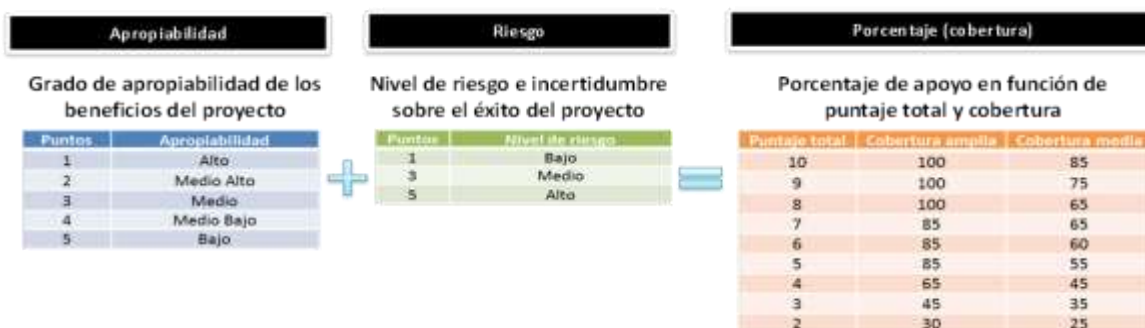 Apropiabilidad
Grado de apropiabilidad de los
beneficios del proyecto
Puntos Apropiabilidad
1 Alto
2 Medio Alto
3 Medio
4 Medio Bajo
5 Bajo
Riesgo
Nivel de riesgo e incertidumbre
sobre el éxito del proyecto
Puntos Nivel de riesgo
1 Bajo
3 Medio
5 Alto
Porcentaje (cobertura)
Porcentaje de apoyo en función de
puntaje total y cobertura
Puntaje total Cobertura amplia Cobertura media
10 100 85
9 100 75
8 100 65
7 85 65
6 85 60
5 85 55
4 65 45
3 45 35
2 30 25